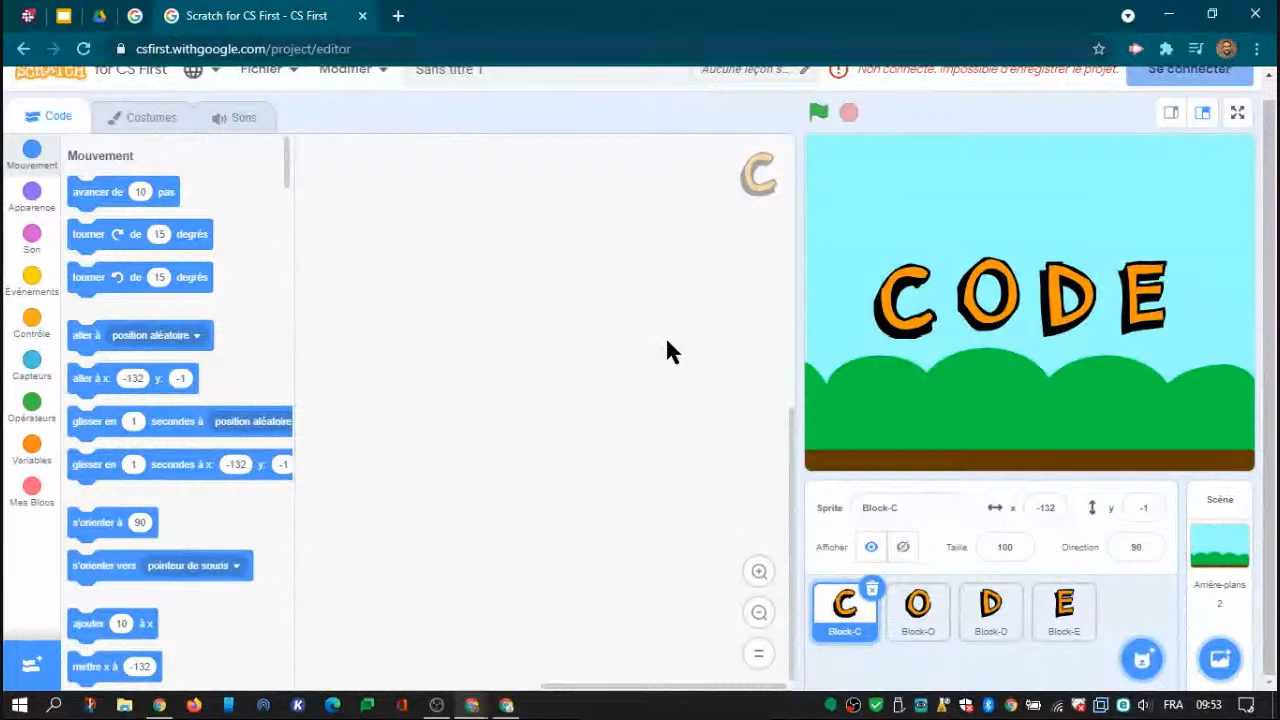 Scratch for CS First - CS First
csfirst.withgoogle.com/project/editor
SCRATCH for CS First
Fichier
Modifier
Sans titre 1
Aucune leçon s...
Non connecté. Impossible d'enregistrer le projet.
Se connecter
Code
Costumes
Sons
Mouvement
Apparence
Son
Événements
Contrôle
Capteurs
Opérateurs
Variables
Mes Blocs
Mouvement
avancer de 10 pas
tourner de 15 degrés
tourner de 15 degrés
aller à position aléatoire
aller à x: -132 y: -1
glisser en 1 secondes à position aléatoire
glisser en 1 secondes à x: -132 y: -1
s'orienter à 90
s'orienter vers pointeur de souris
ajouter 10 à x
mettre x à -132
C
CODE
Sprite Block-C x -132 y -1
Afficher Taille 100 Direction 90
C O D E
Block-C Block-O Block-D Block-E
Scène
Arrière-plans
2
FRA 09:53